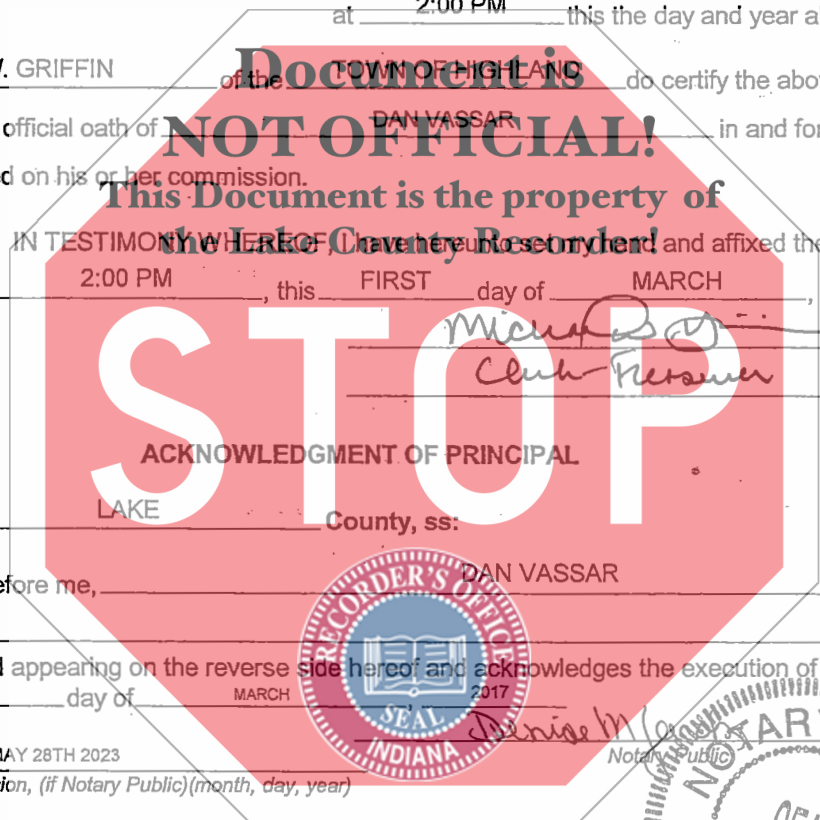 at 2:00 PM this the day and year a
. GRIFFIN of the TOWN OF HIGHLAND do certify the abo
official oath of DAN VASSAR in and for
d on his or her commission.
IN TESTIMONY WHEREOF, I have hereunto set my hand and affixed the
2:00 PM, this FIRST day of MARCH,
Clerk-Treasurer
ACKNOWLEDGMENT OF PRINCIPAL
LAKE County, ss:
efore me, DAN VASSAR
appearing on the reverse side hereof and acknowledges the execution of
day of MARCH, 2017
Denise M
MAY 28TH 2023 Notary Public
ion, (if Notary Public)(month, day, year)
NOTAR
Document is
NOT OFFICIAL!
This Document is the property of
the Lake County Recorder!
STOP
RECORDER'S OFFICE
SEAL
INDIANA